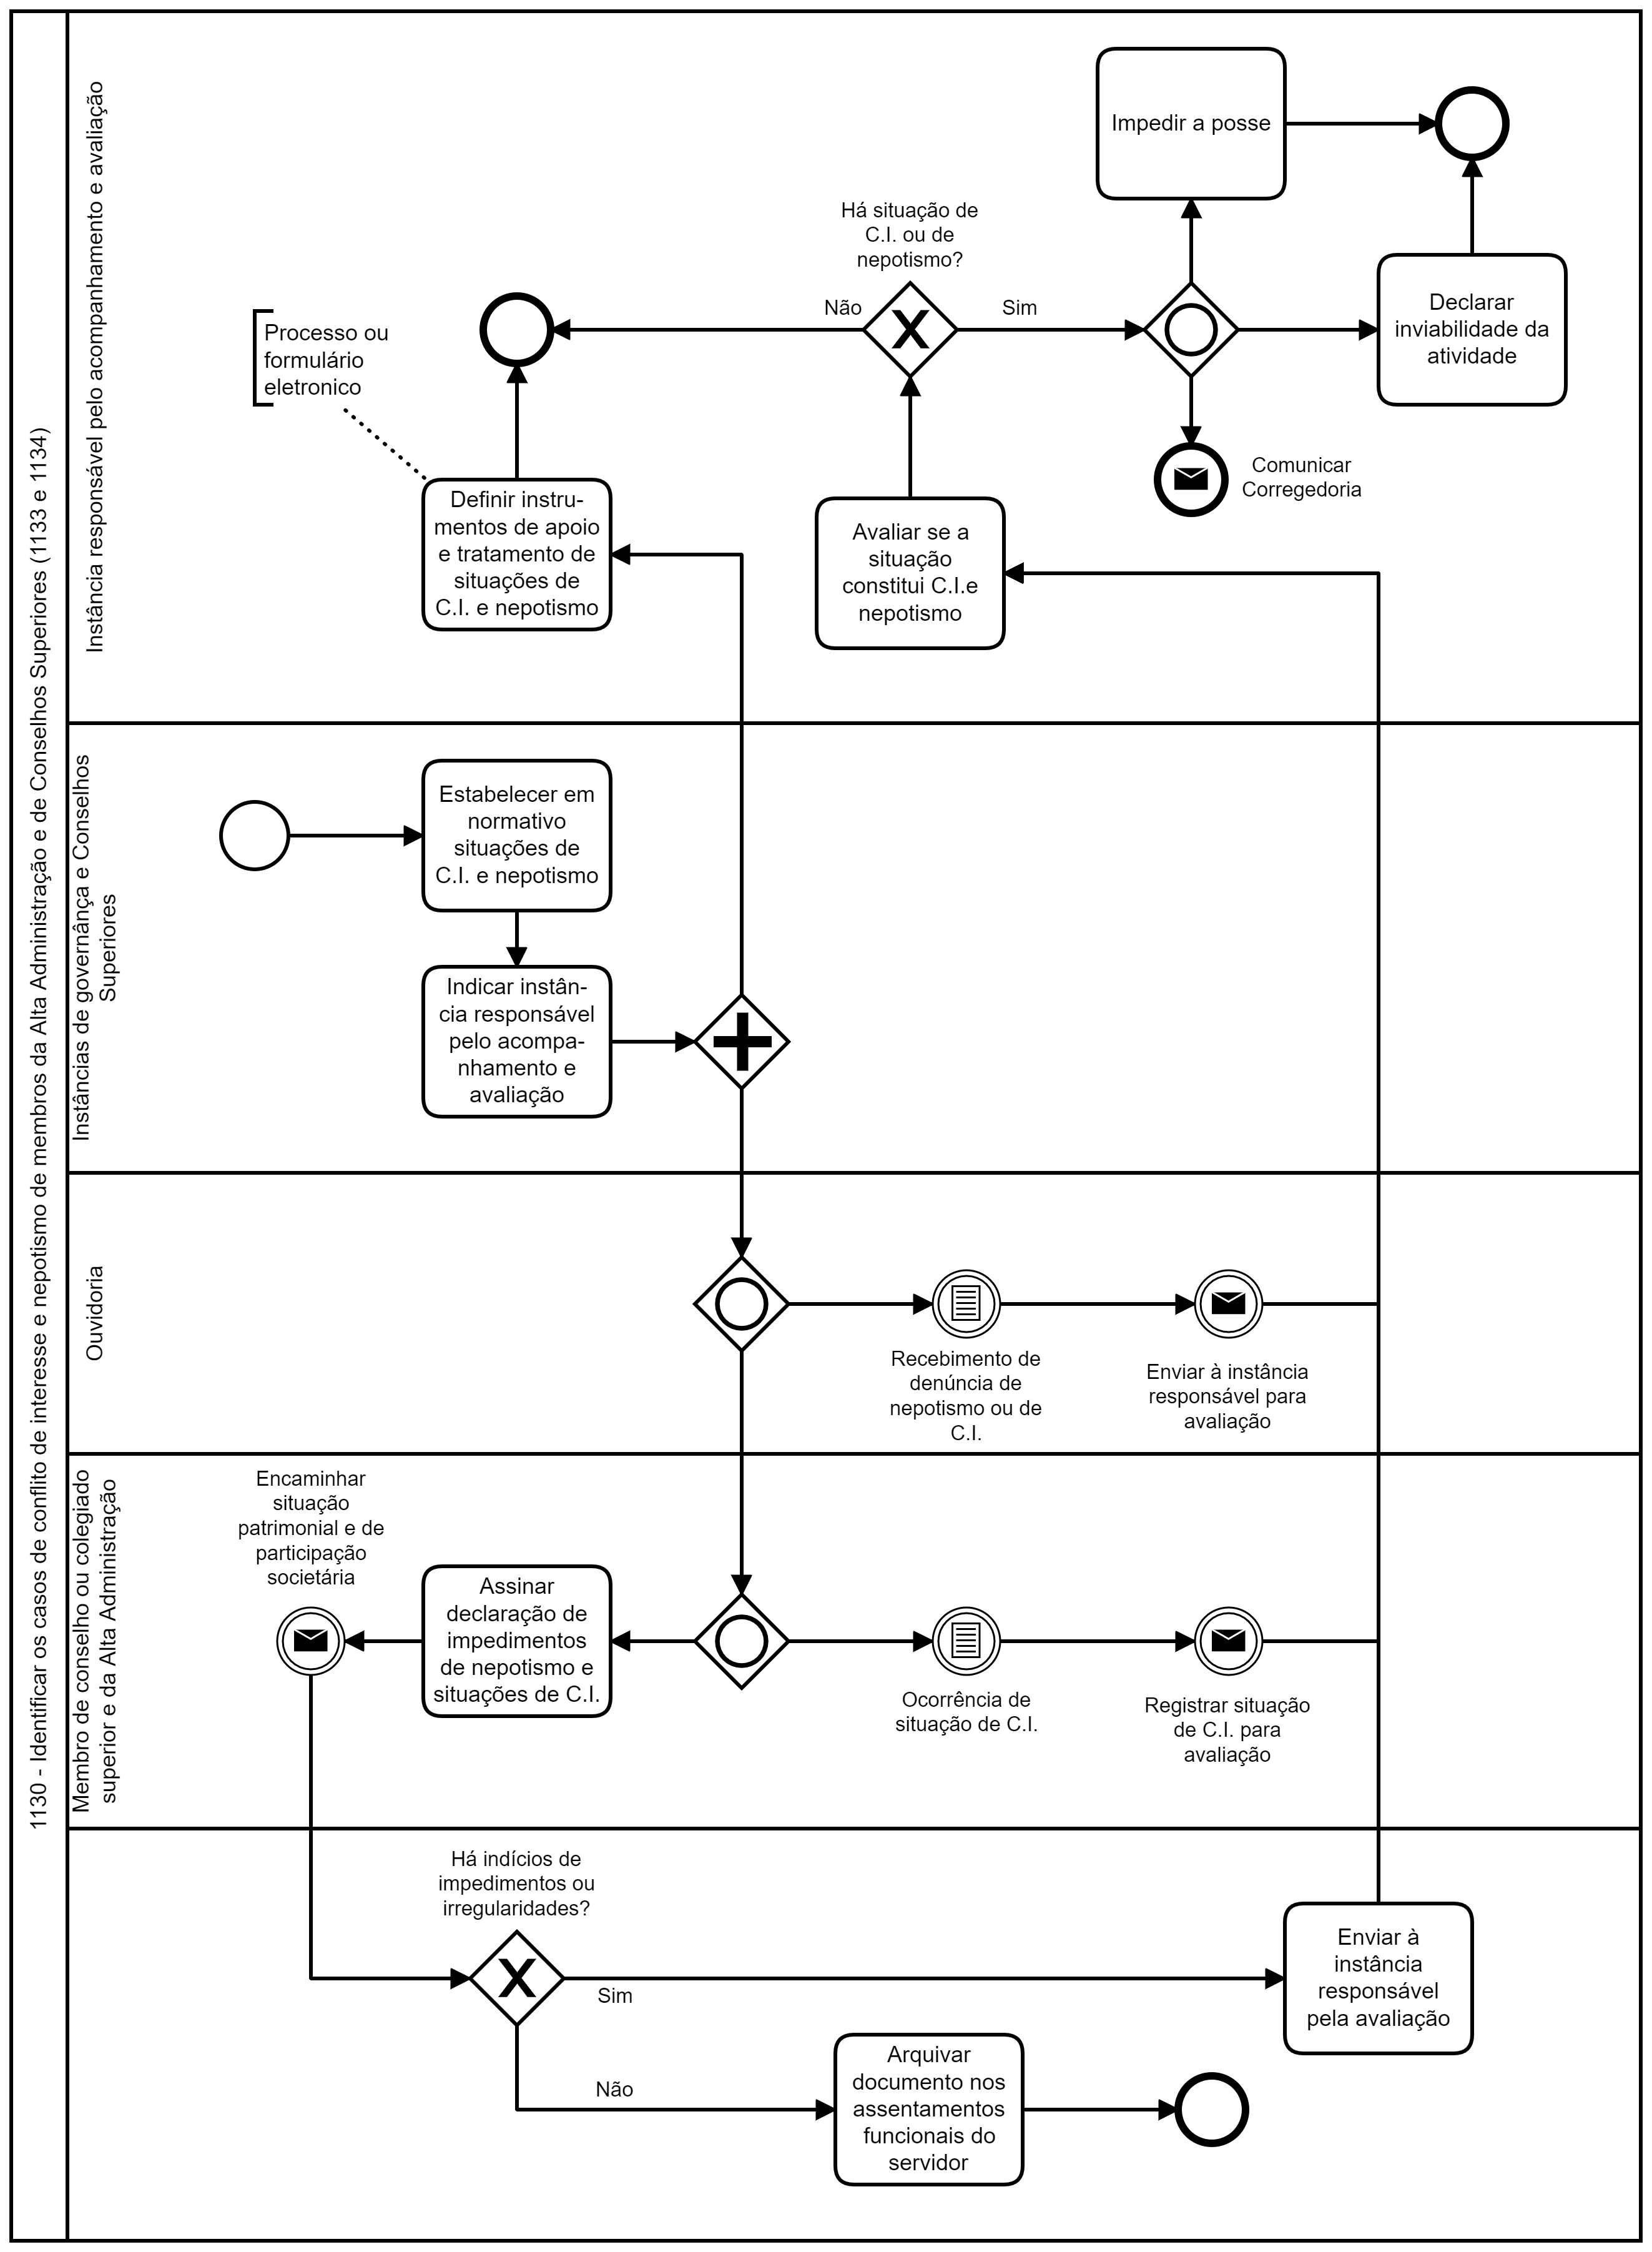 1130 - Identificar os casos de conflito de interesse e nepotismo de membros da Alta Administração e de Conselhos Superiores (1133 e 1134)
Instância responsável pelo acompanhamento e avaliação
Impedir a posse
Há situação de
C.I. ou de
nepotismo?
Não
Sim
Declarar
inviabilidade da
atividade
Processo ou
formulário
eletronico
Comunicar
Corregedoria
Definir instru-
mentos de apoio
e tratamento de
situações de
C.I. e nepotismo
Avaliar se a
situação
constitui C.I.e
nepotismo
Instâncias de governânça e Conselhos
Superiores
Estabelecer em
normativo
situações de
C.I. e nepotismo
Indicar instân-
cia responsável
pelo acompa-
nhamento e
avaliação
Ouvidoria
Recebimento de
denúncia de
nepotismo ou de
C.I.
Enviar à instância
responsável para
avaliação
Membro de conselho ou colegiado
superior e da Alta Administração
Encaminhar
situação
patrimonial e de
participação
societária
Assinar
declaração de
impedimentos
de nepotismo e
situações de C.I.
Ocorrência de
situação de C.I.
Registrar situação
de C.I. para
avaliação
Há indícios de
impedimentos ou
irregularidades?
Sim
Enviar à
instância
responsável
pela avaliação
Não
Arquivar
documento nos
assentamentos
funcionais do
servidor